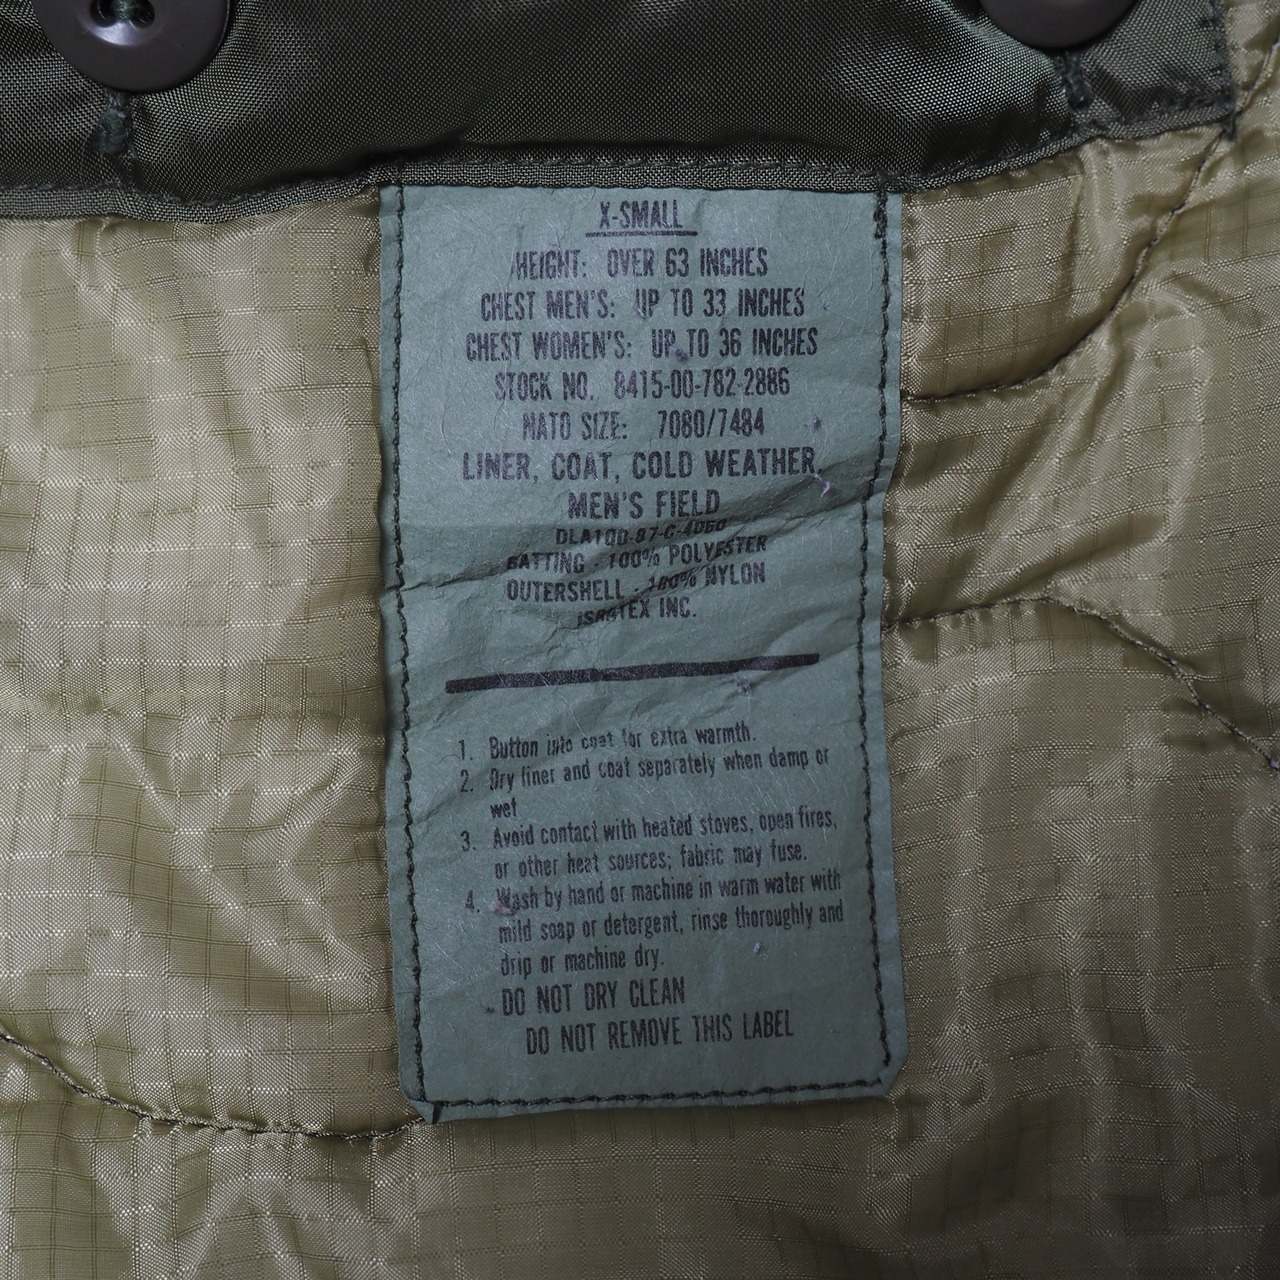 X-SMALL
HEIGHT: OVER 63 INCHES
CHEST MEN'S: UP TO 33 INCHES
CHEST WOMEN'S: UP TO 36 INCHES
STOCK NO. 8415-00-782-2886
NATO SIZE: 7080/7484
LINER, COAT, COLD WEATHER,
MEN'S FIELD
DLA100-87-C-4060
BATTING - 100% POLYESTER
OUTERSHELL - 100% NYLON
ISRATEX INC.
1. Button into coat for extra warmth.
2. Dry liner and coat separately when damp or
wet
3. Avoid contact with heated stoves, open fires,
or other heat sources; fabric may fuse.
4. Wash by hand or machine in warm water with
mild soap or detergent, rinse thoroughly and
drip or machine dry.
DO NOT DRY CLEAN
DO NOT REMOVE THIS LABEL